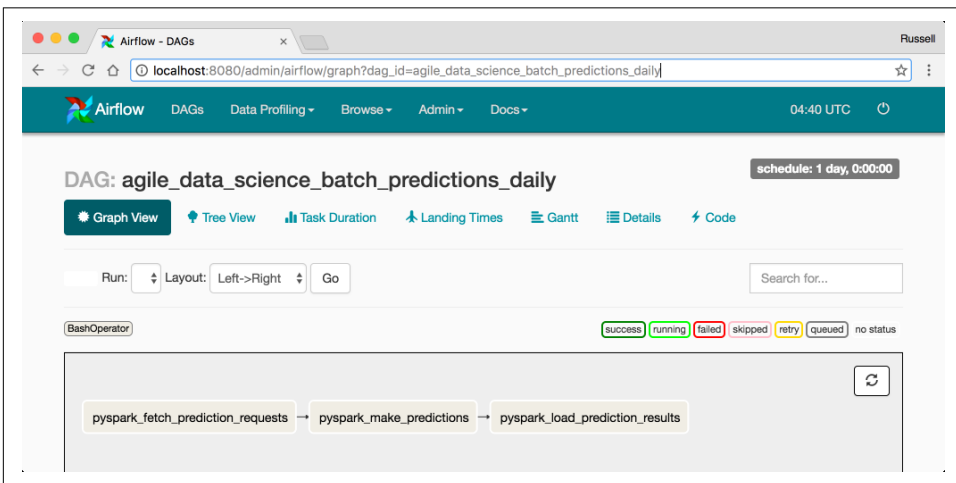 Airflow - DAGs
Russell
localhost:8080/admin/airflow/graph?dag_id=agile_data_science_batch_predictions_daily
Airflow DAGs Data Profiling Browse Admin Docs 04:40 UTC
schedule: 1 day, 0:00:00
DAG: agile_data_science_batch_predictions_daily
Graph View Tree View Task Duration Landing Times Gantt Details Code
Run: Layout: Left->Right Go Search for...
BashOperator success running failed skipped retry queued no status
pyspark_fetch_prediction_requests pyspark_make_predictions pyspark_load_prediction_results